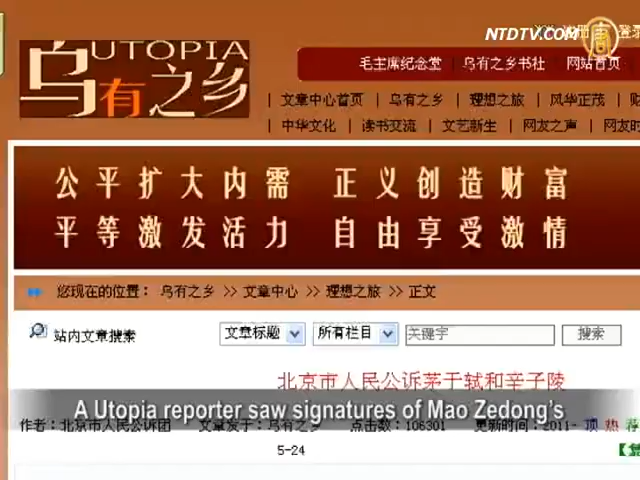 NTDTV.COM
UTOPIA
乌有之乡
毛主席纪念堂 乌有之乡书社 网站首页
| 文章中心首页 | 乌有之乡 | 理想之旅 | 风华正茂 |
| 中华文化 | 读书交流 | 文艺新生 | 网友之声 | 网友
公平扩大内需 正义创造财富
平等激发活力 自由享受激情
您现在的位置： 乌有之乡 >> 文章中心 >> 理想之旅 >> 正文
站内文章搜索 文章标题 所有栏目 关键字 搜索
北京市人民公诉茅于轼和辛子陵
A Utopia reporter saw signatures of Mao Zedong's
作者：北京市人民公诉团 文章发于：乌有之乡 点击数：106301 更新时间：2011- 顶 热 荐
5-24